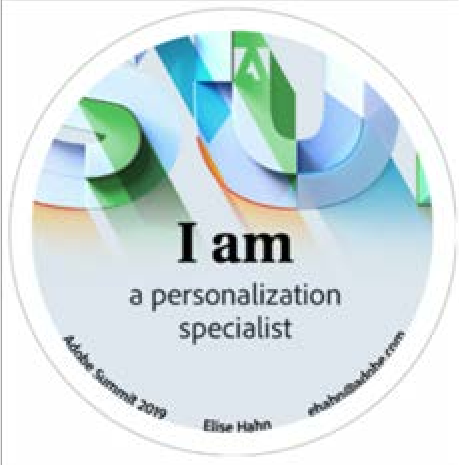 I am
a personalization
specialist
Adobe Summit 2019
Elise Hahn
ehahn@adobe.com